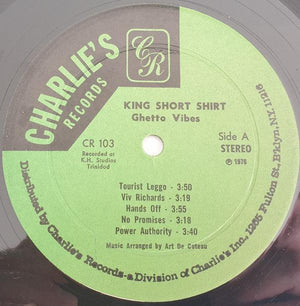 CHARLIE'S
RECORDS
CR
KING SHORT SHIRT
Ghetto Vibes
CR 103
Recorded at
K.H. Studios
Trinidad
Side A
STEREO
℗ 1976
Tourist Leggo - 3:50
Viv Richards - 3:19
Hands Off - 3:55
No Promises - 3:18
Power Authority - 3:40
Music Arranged by Art De Coteau
Distributed by Charlie's Records-a Division of Charlie's Inc., 1265 Fulton St., Bklyn. NY. 11216